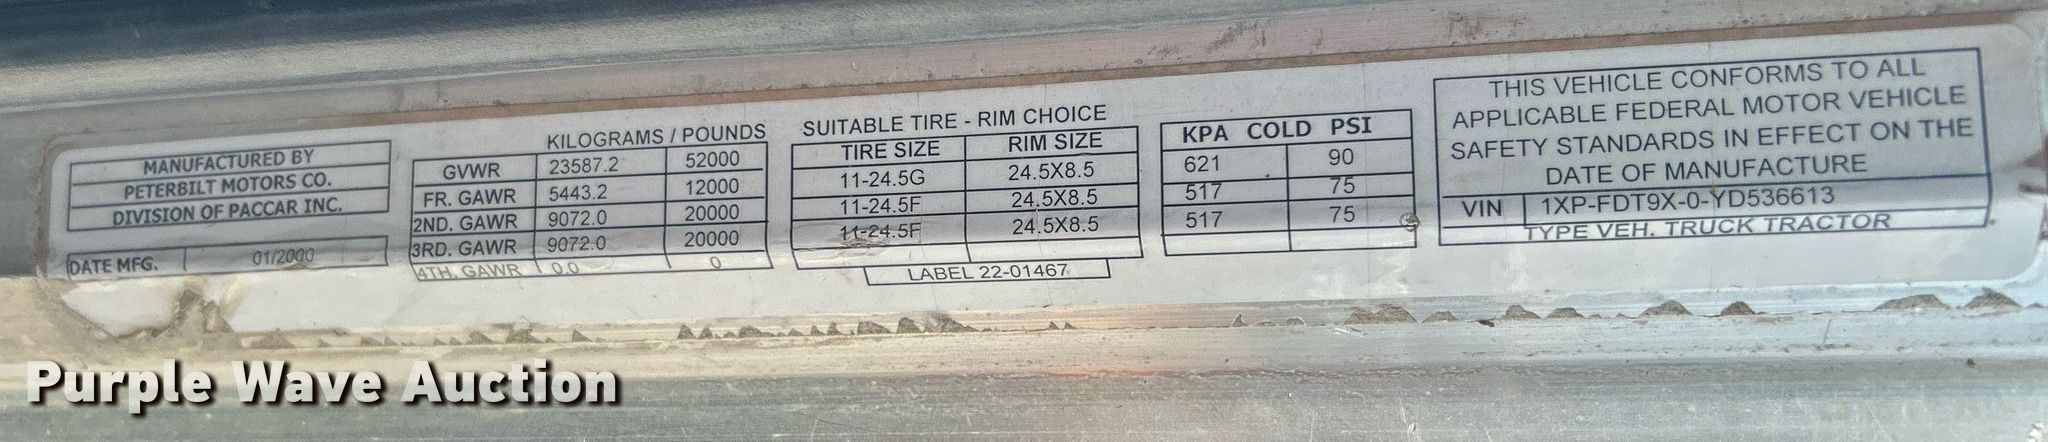 MANUFACTURED BY
PETERBILT MOTORS CO.
DIVISION OF PACCAR INC.
DATE MFG. 01/2000
KILOGRAMS / POUNDS
GVWR 23587.2 52000
FR. GAWR 5443.2 12000
2ND. GAWR 9072.0 20000
3RD. GAWR 9072.0 20000
4TH. GAWR 0.0 0
SUITABLE TIRE - RIM CHOICE
TIRE SIZE RIM SIZE
11-24.5G 24.5X8.5
11-24.5F 24.5X8.5
11-24.5F 24.5X8.5
LABEL 22-01467
KPA COLD PSI
621 90
517 75
517 75
THIS VEHICLE CONFORMS TO ALL
APPLICABLE FEDERAL MOTOR VEHICLE
SAFETY STANDARDS IN EFFECT ON THE
DATE OF MANUFACTURE
VIN 1XP-FDT9X-0-YD536613
TYPE VEH. TRUCK TRACTOR
Purple Wave Auction